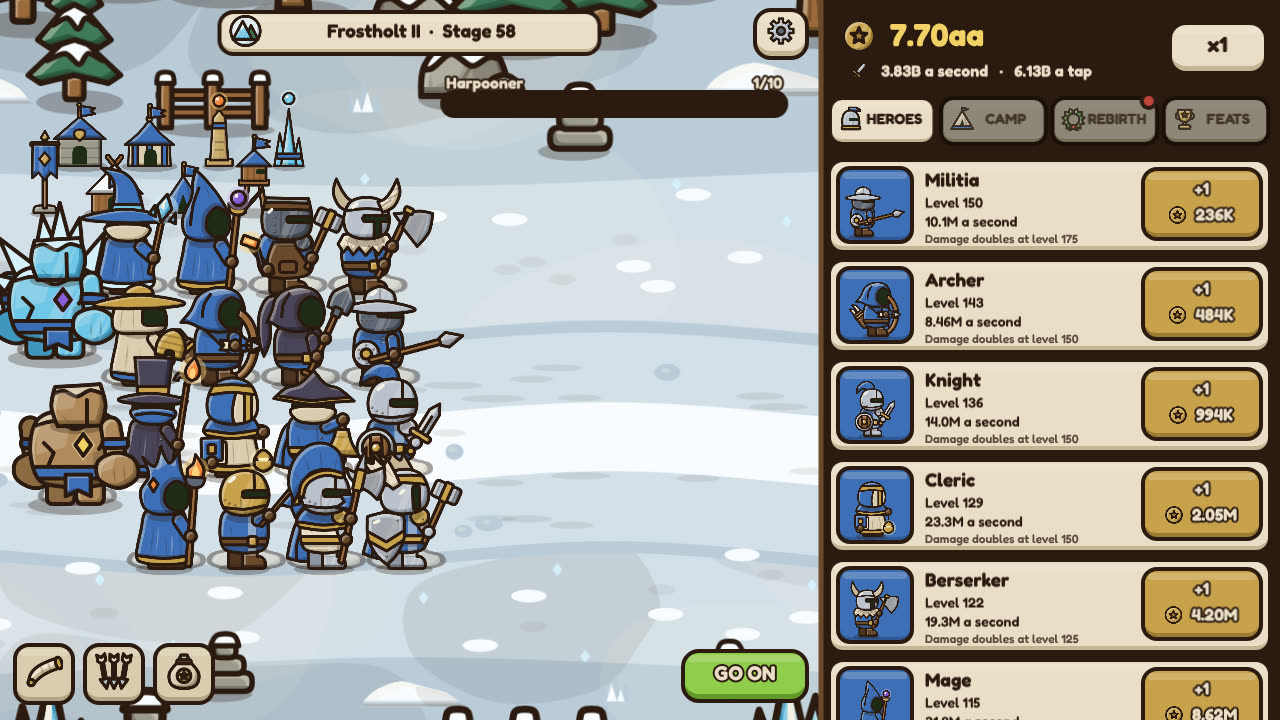 Frostholt II · Stage 58
Harpooner
1/10
GO ON
7.70aa
3.83B a second · 6.13B a tap
x1
HEROES
CAMP
REBIRTH
FEATS
Militia
Level 150
10.1M a second
Damage doubles at level 175
+1
236K
Archer
Level 143
8.46M a second
Damage doubles at level 150
+1
484K
Knight
Level 136
14.0M a second
Damage doubles at level 150
+1
994K
Cleric
Level 129
23.3M a second
Damage doubles at level 150
+1
2.05M
Berserker
Level 122
19.3M a second
Damage doubles at level 125
+1
4.20M
Mage
Level 115
+1
8.62M